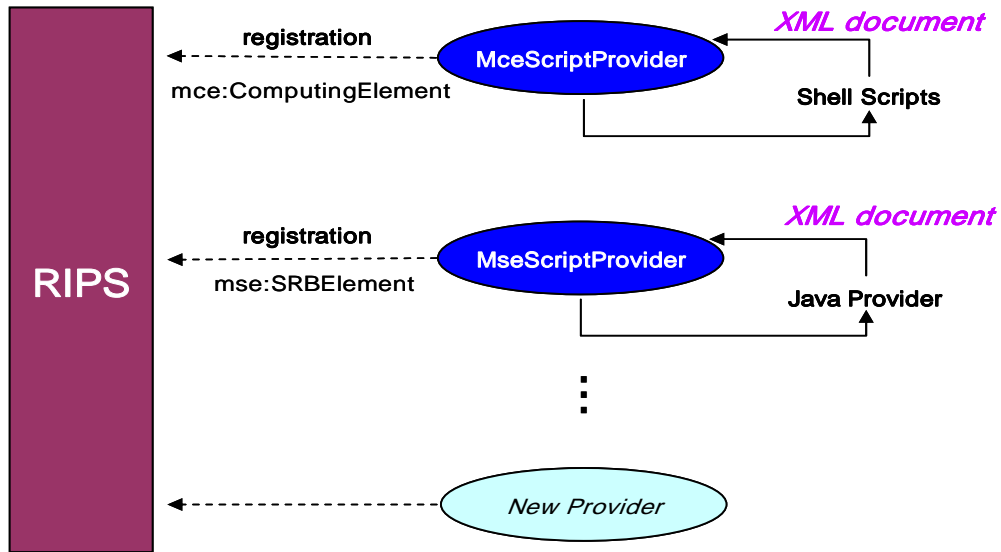 XML document
registration
MceScriptProvider
mce:ComputingElement
Shell Scripts
XML document
registration
MseScriptProvider
mse:SRBElement
Java Provider
RIPS
New Provider